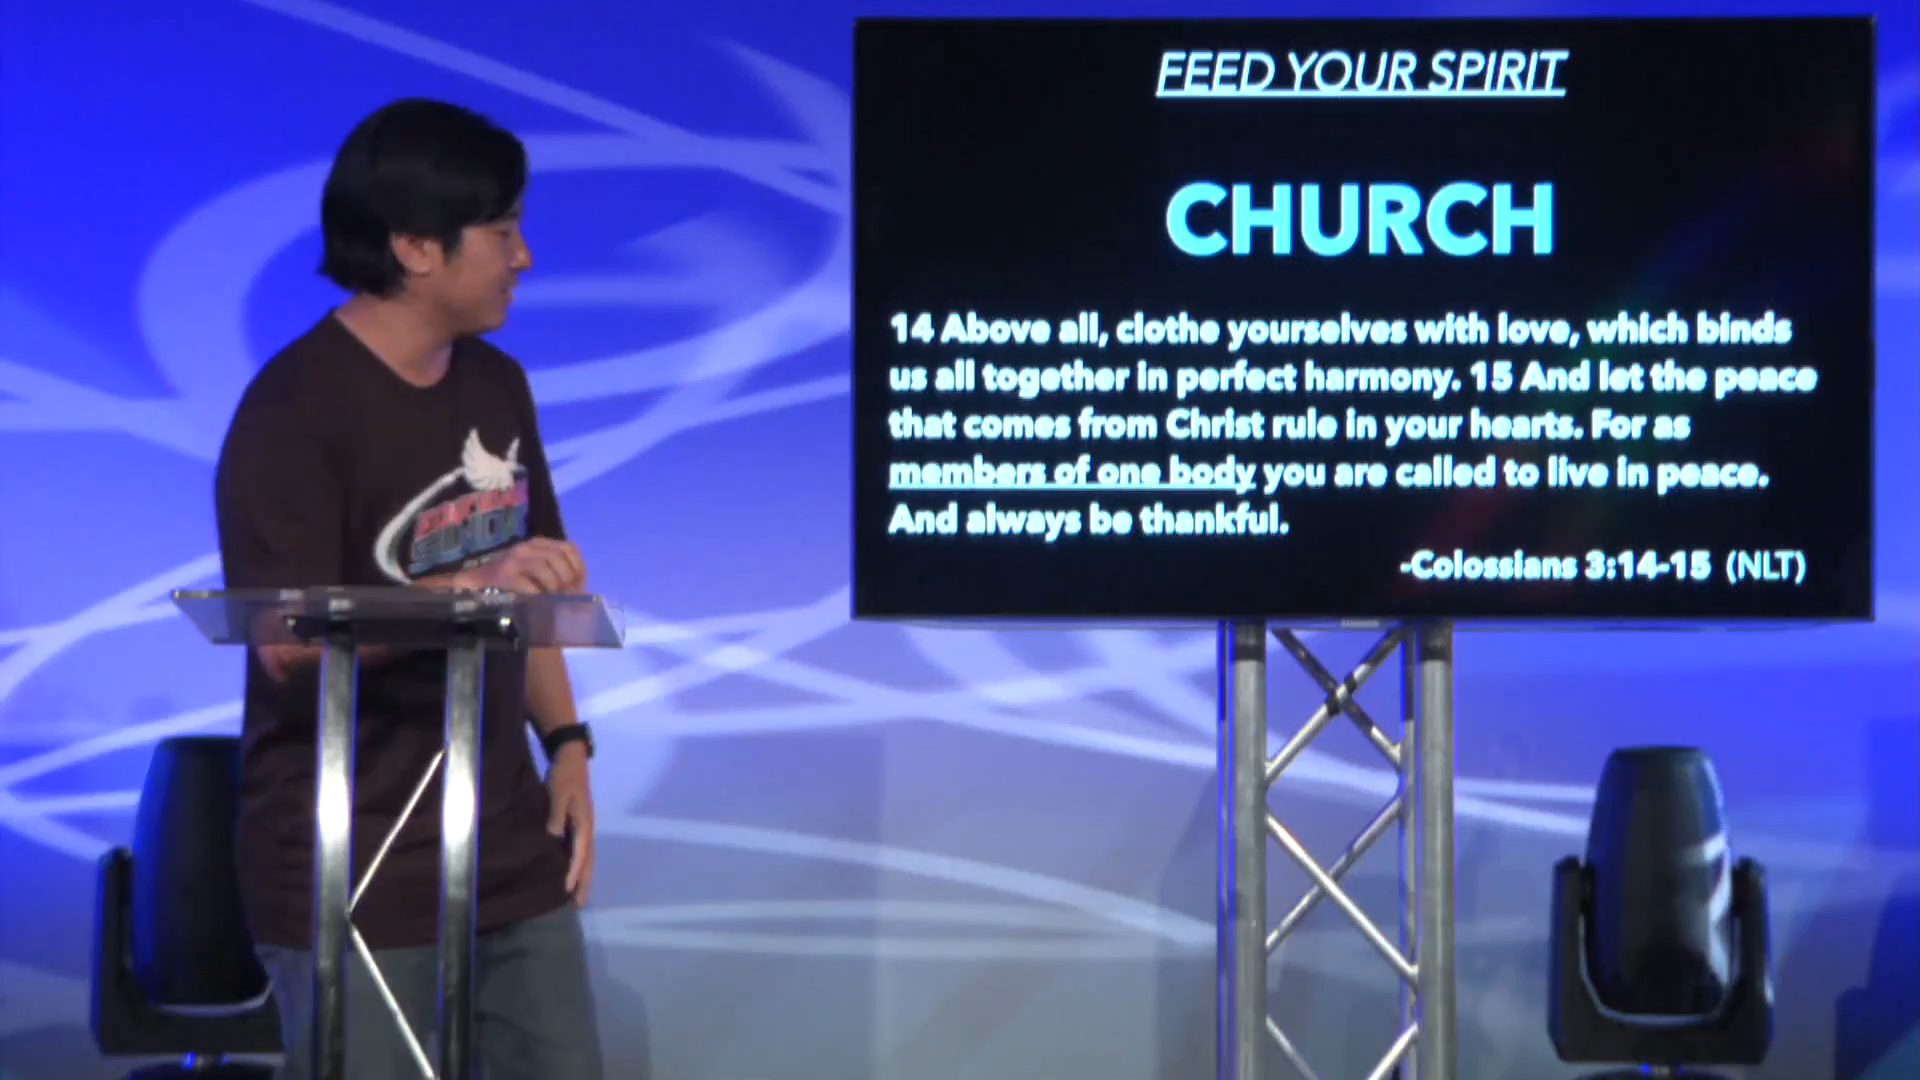 FEED YOUR SPIRIT
CHURCH
14 Above all, clothe yourselves with love, which binds
us all together in perfect harmony. 15 And let the peace
that comes from Christ rule in your hearts. For as
members of one body you are called to live in peace.
And always be thankful.
-Colossians 3:14-15 (NLT)